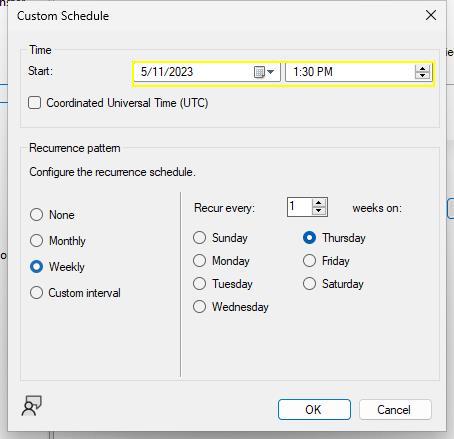 Custom Schedule
Time
Start: 5/11/2023 1:30 PM
Coordinated Universal Time (UTC)
Recurrence pattern
Configure the recurrence schedule.
None
Monthly
Weekly
Custom interval
Recur every: 1 weeks on:
Sunday
Monday
Tuesday
Wednesday
Thursday
Friday
Saturday
OK
Cancel